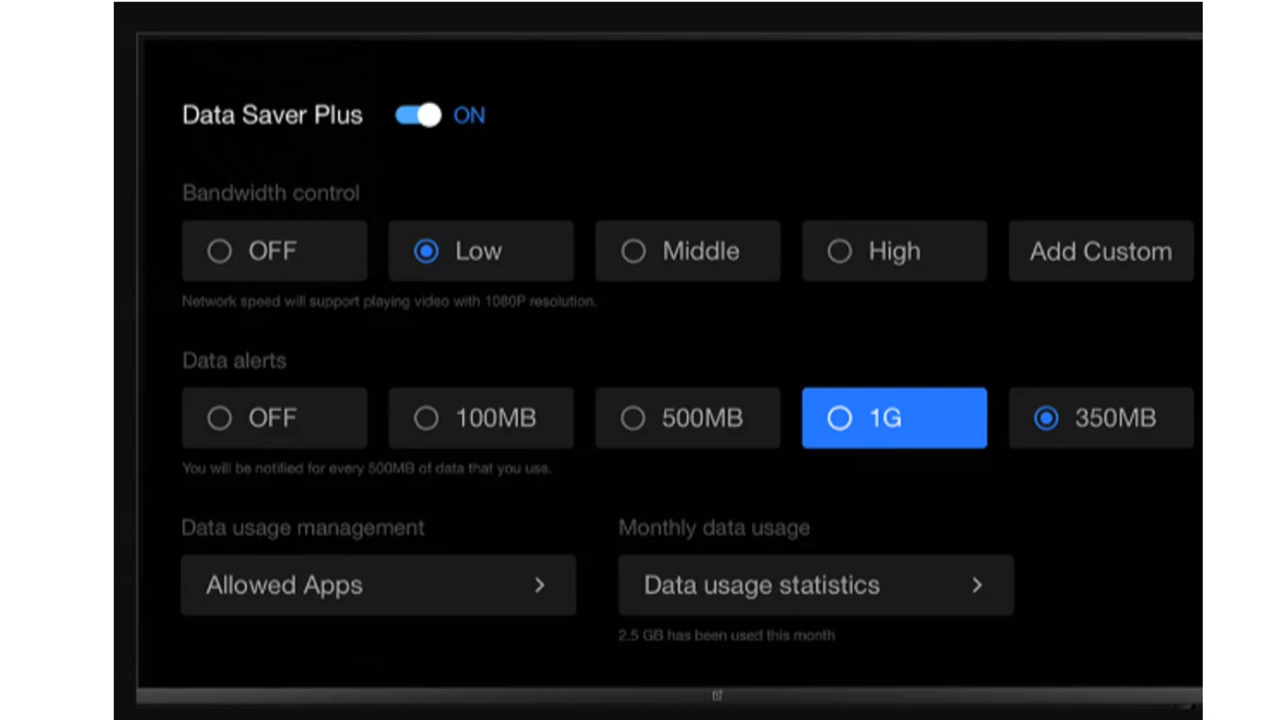 Data Saver Plus ON
Bandwidth control
OFF Low Middle High Add Custom
Network speed will support playing video with 1080P resolution.
Data alerts
OFF 100MB 500MB 1G 350MB
You will be notified for every 500MB of data that you use.
Data usage management Monthly data usage
Allowed Apps Data usage statistics
2.5 GB has been used this month